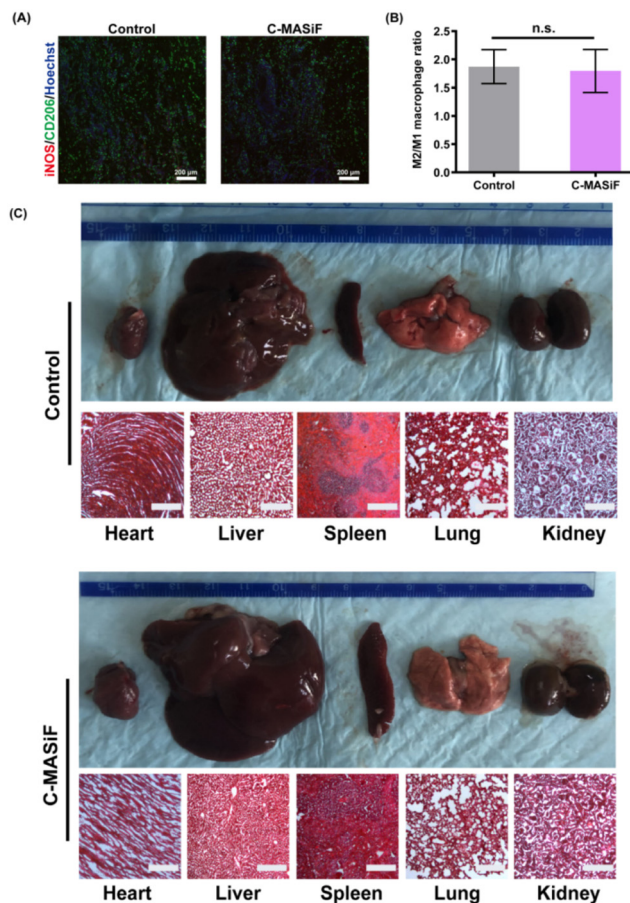 (A)
Control
C-MASiF
iNOS/CD206/Hoechst
200 μm
200 μm
(B)
n.s.
M2/M1 macrophage ratio
2.5
2.0
1.5
1.0
0.5
0.0
Control
C-MASiF
(C)
Control
Heart
Liver
Spleen
Lung
Kidney
C-MASiF
Heart
Liver
Spleen
Lung
Kidney